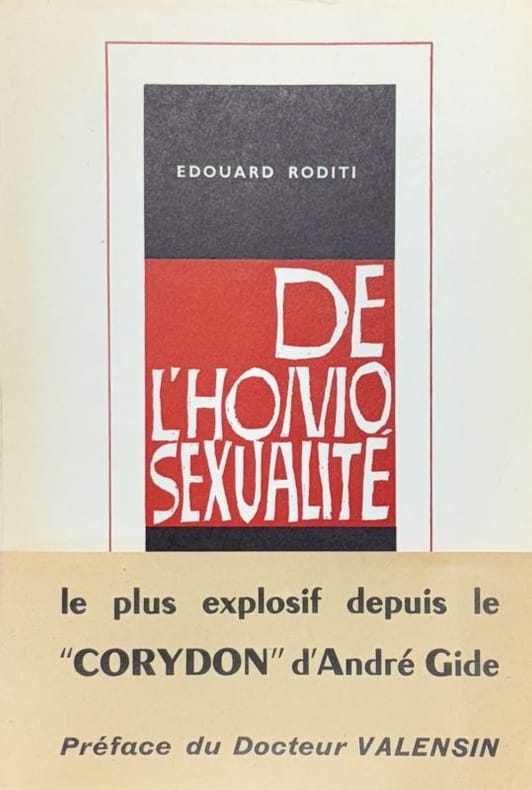 EDOUARD RODITI
DE
L'HOMO
SEXUALITÉ
le plus explosif depuis le
"CORYDON" d'André Gide
Préface du Docteur VALENSIN